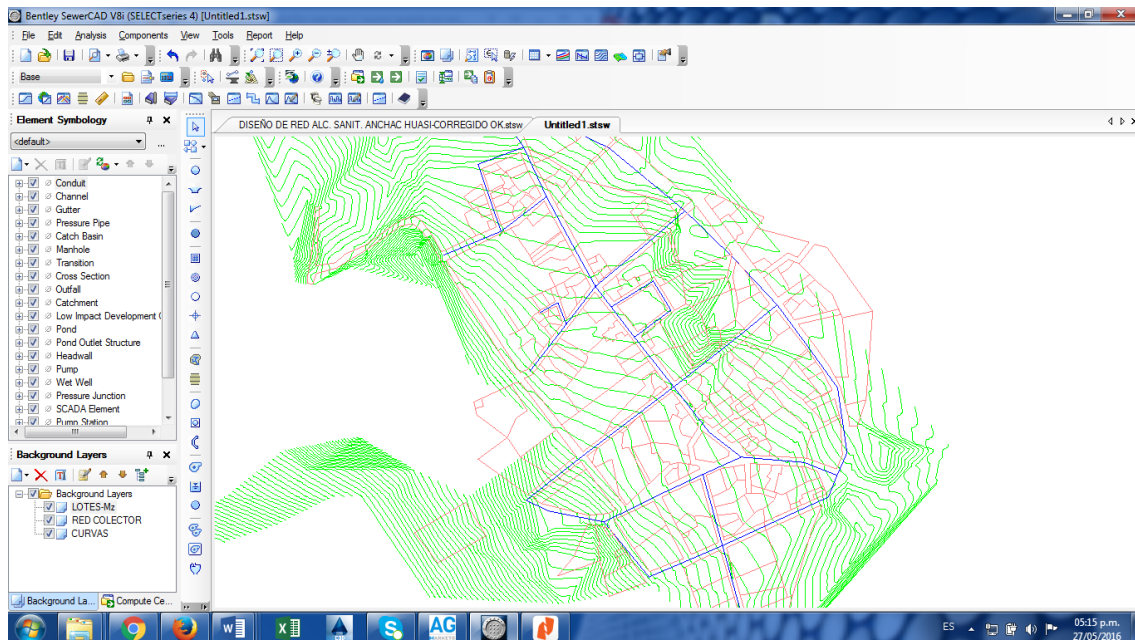 Bentley SewerCAD V8i (SELECTseries 4) [Untitled1.stsw]
File Edit Analysis Components View Tools Report Help
Base
Element Symbology
<default>
...
Conduit
Channel
Gutter
Pressure Pipe
Catch Basin
Manhole
Transition
Cross Section
Outfall
Catchment
Low Impact Development C
Pond
Pond Outlet Structure
Headwall
Pump
Wet Well
Pressure Junction
SCADA Element
Pump Station
Background Layers
Background Layers
LOTES-Mz
RED COLECTOR
CURVAS
Background La... Compute Ce...
DISEÑO DE RED ALC. SANIT. ANCHAC HUASI-CORREGIDO OK.stsw Untitled1.stsw
AG
ES 05:15 p.m.
27/05/2016